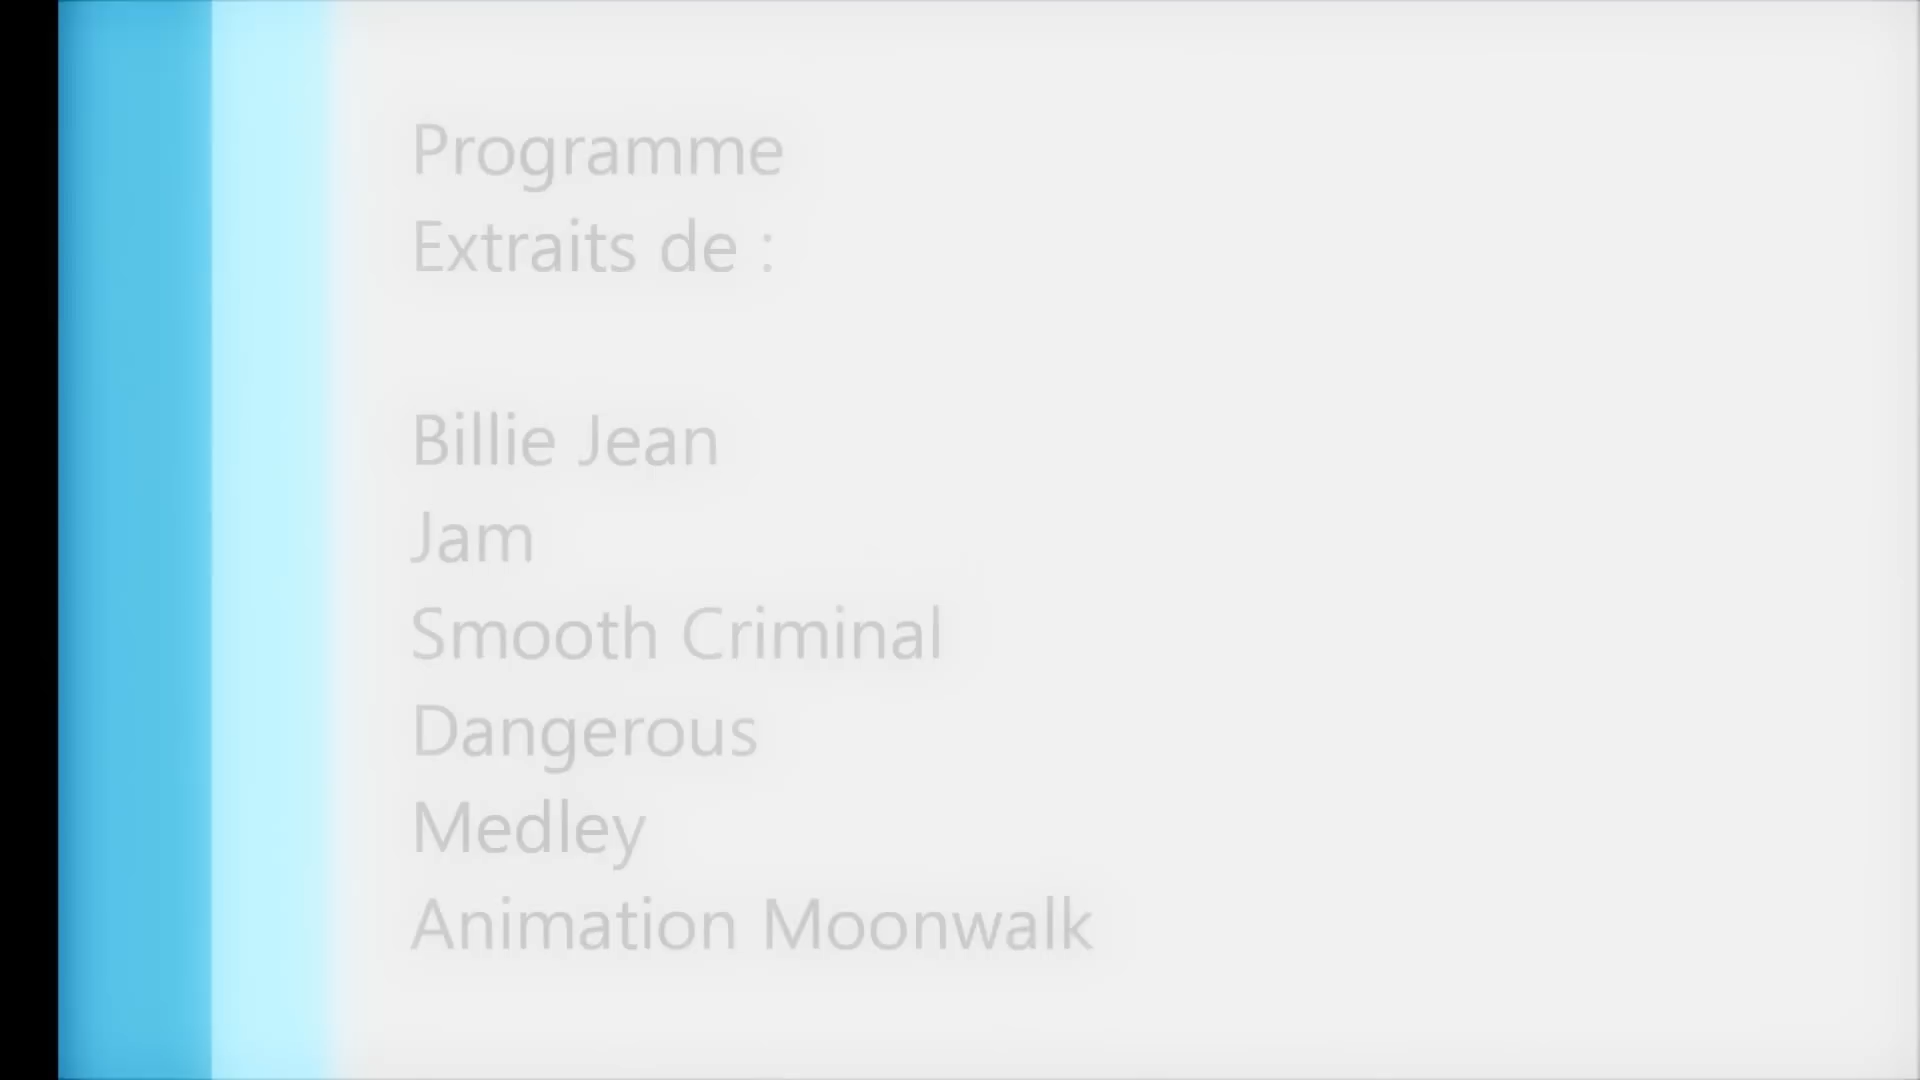 Programme
Extraits de :
Billie Jean
Jam
Smooth Criminal
Dangerous
Medley
Animation Moonwalk